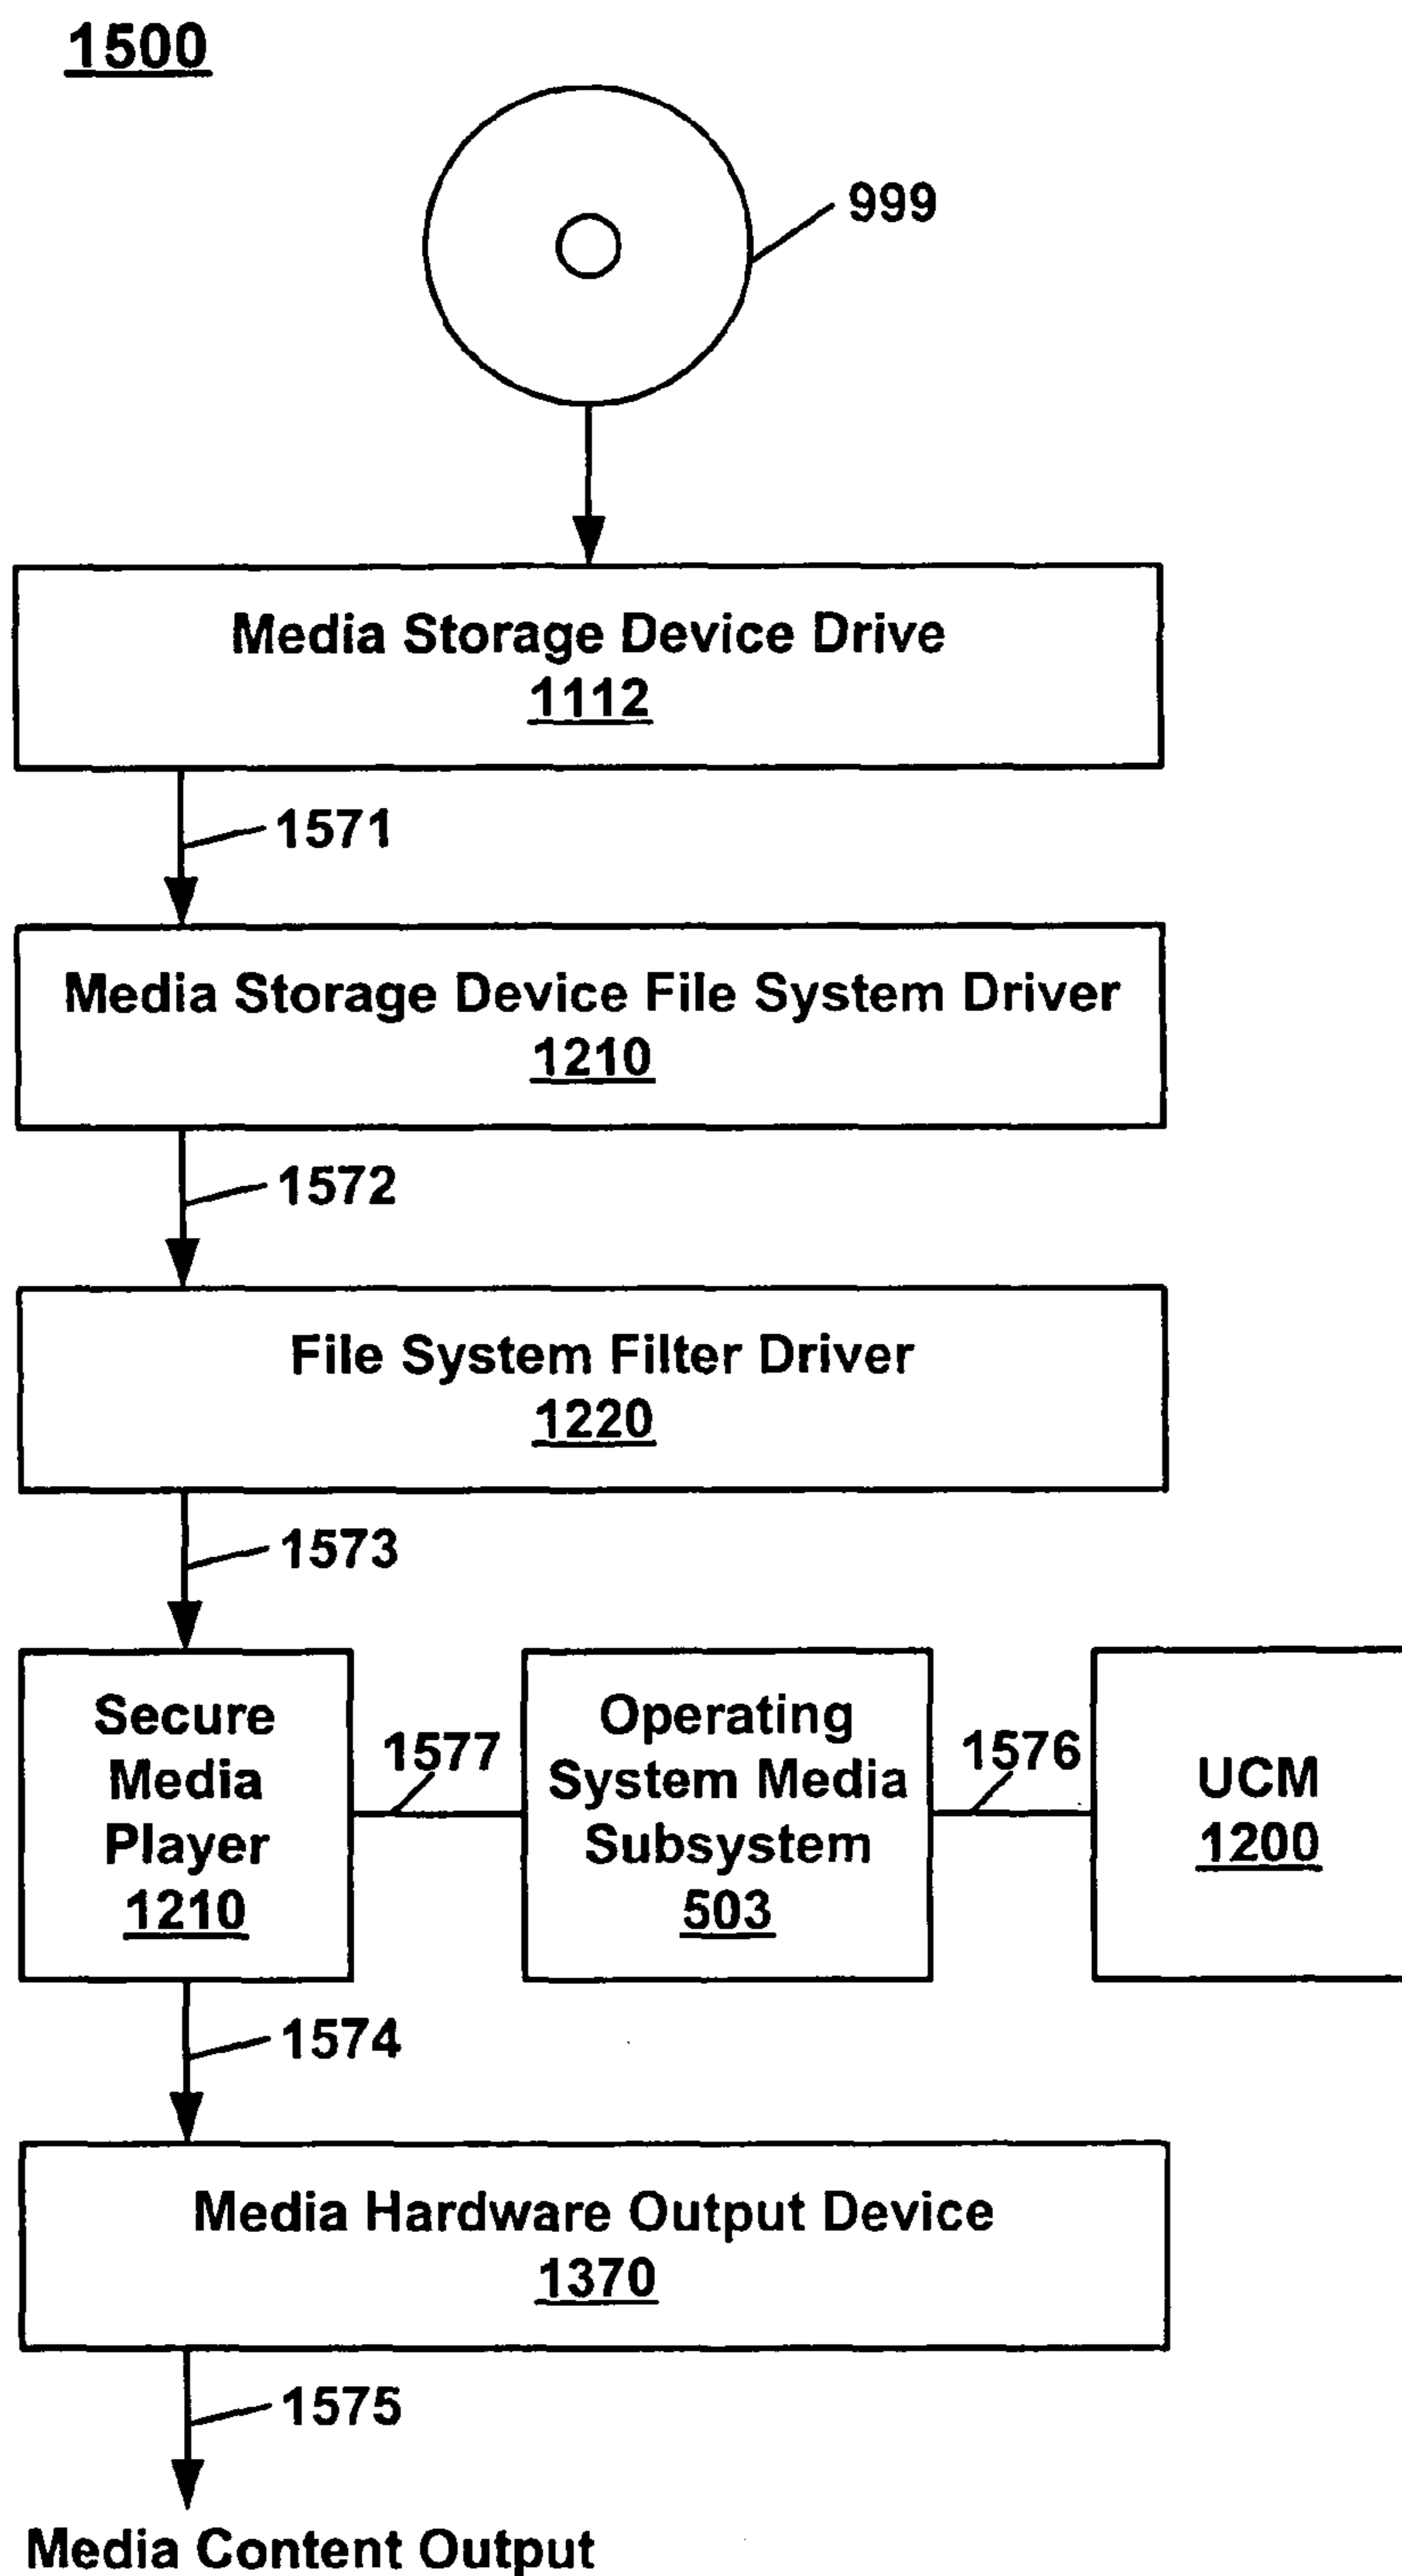 1500
999
Media Storage Device Drive
1112
1571
Media Storage Device File System Driver
1210
1572
File System Filter Driver
1220
1573
Secure
Media
Player
1210
1577
Operating
System Media
Subsystem
503
1576
UCM
1200
1574
Media Hardware Output Device
1370
1575
Media Content Output